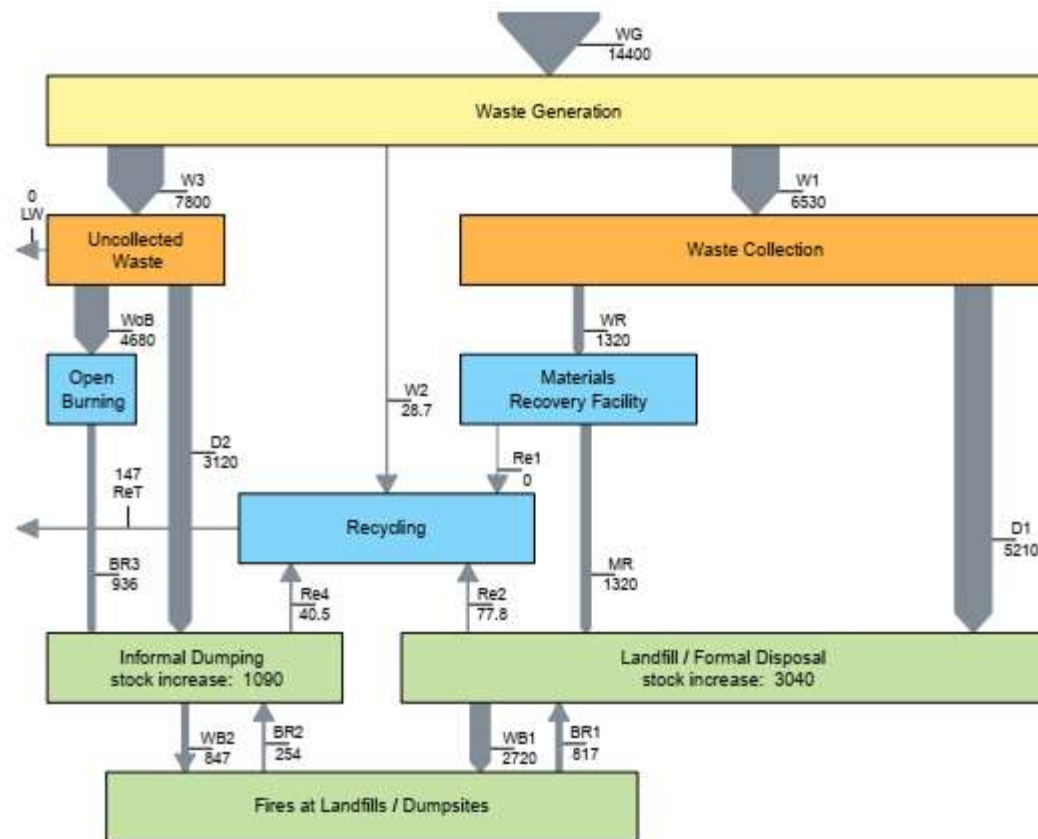 WG
14400
Waste Generation
W3
7800
W1
6530
0
LW
Uncollected
Waste
Waste Collection
WoB
4680
WR
1320
Open
Burning
W2
28.7
Materials
Recovery Facility
D2
3120
Re1
0
147
ReT
Recycling
D1
5210
BR3
936
Re4
40.5
Re2
77.8
MR
1320
Informal Dumping
stock increase: 1090
Landfill / Formal Disposal
stock increase: 3040
WB2
847
BR2
254
WB1
2720
BR1
817
Fires at Landfills / Dumpsites